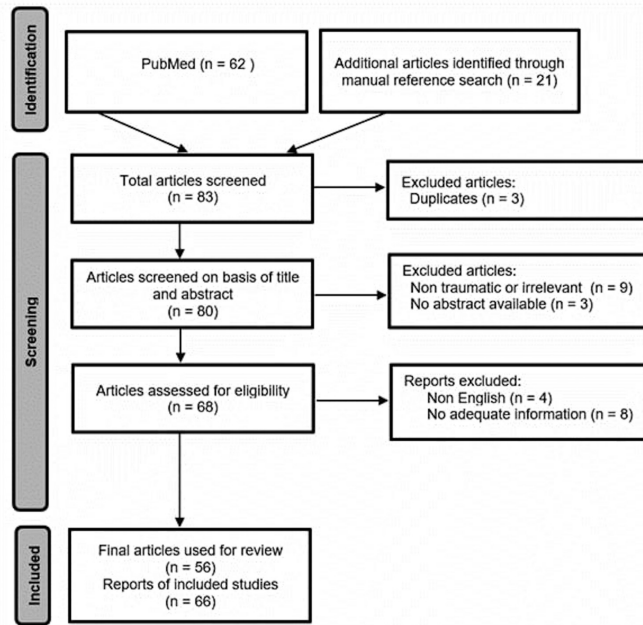 Identification
PubMed (n = 62 )
Additional articles identified through
manual reference search (n = 21)
Screening
Total articles screened
(n = 83)
Excluded articles:
Duplicates (n = 3)
Articles screened on basis of title
and abstract
(n = 80)
Excluded articles:
Non traumatic or irrelevant (n = 9)
No abstract available (n = 3)
Articles assessed for eligibility
(n = 68)
Reports excluded:
Non English (n = 4)
No adequate information (n = 8)
Included
Final articles used for review
(n = 56)
Reports of included studies
(n = 66)